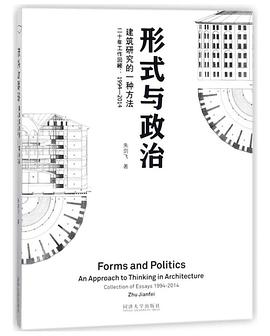 形式与政治
建筑研究的一种方法
二十年工作回顾:1994—2014
朱剑飞 著
Forms and Politics
An Approach to Thinking in Architecture
Collection of Essays 1994-2014
Zhu Jianfei
同济大学出版社